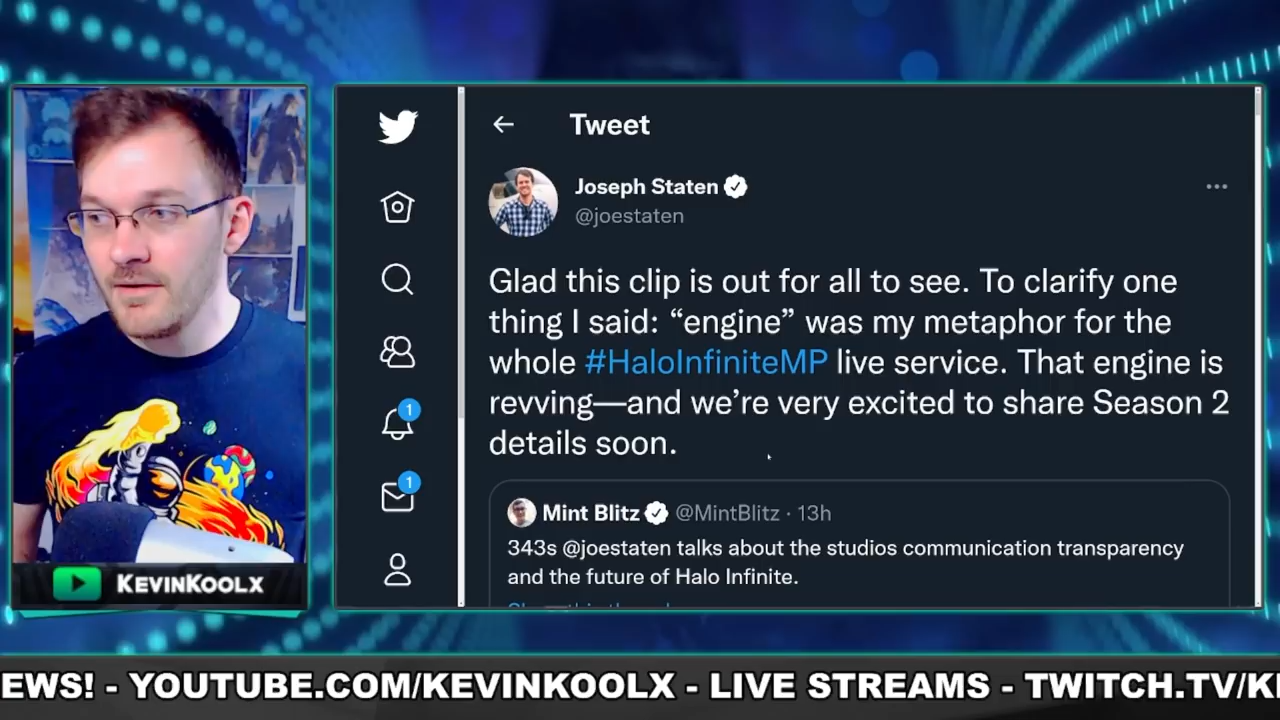 Tweet
Joseph Staten
@joestaten
Glad this clip is out for all to see. To clarify one
thing I said: “engine” was my metaphor for the
whole #HaloInfiniteMP live service. That engine is
revving—and we’re very excited to share Season 2
details soon.
Mint Blitz @MintBlitz · 13h
343s @joestaten talks about the studios communication transparency
and the future of Halo Infinite.
1
1
KEVINKOOLX
EWS! - YOUTUBE.COM/KEVINKOOLX - LIVE STREAMS - TWITCH.TV/KE